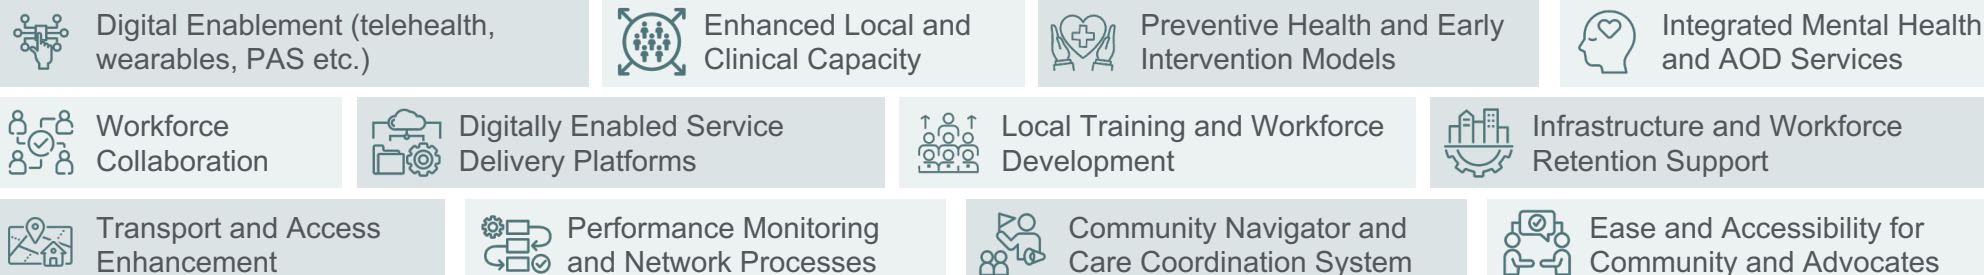 Digital Enablement (telehealth,
wearables, PAS etc.)
Enhanced Local and
Clinical Capacity
Preventive Health and Early
Intervention Models
Integrated Mental Health
and AOD Services
Workforce
Collaboration
Digitally Enabled Service
Delivery Platforms
Local Training and Workforce
Development
Infrastructure and Workforce
Retention Support
Transport and Access
Enhancement
Performance Monitoring
and Network Processes
Community Navigator and
Care Coordination System
Ease and Accessibility for
Community and Advocates